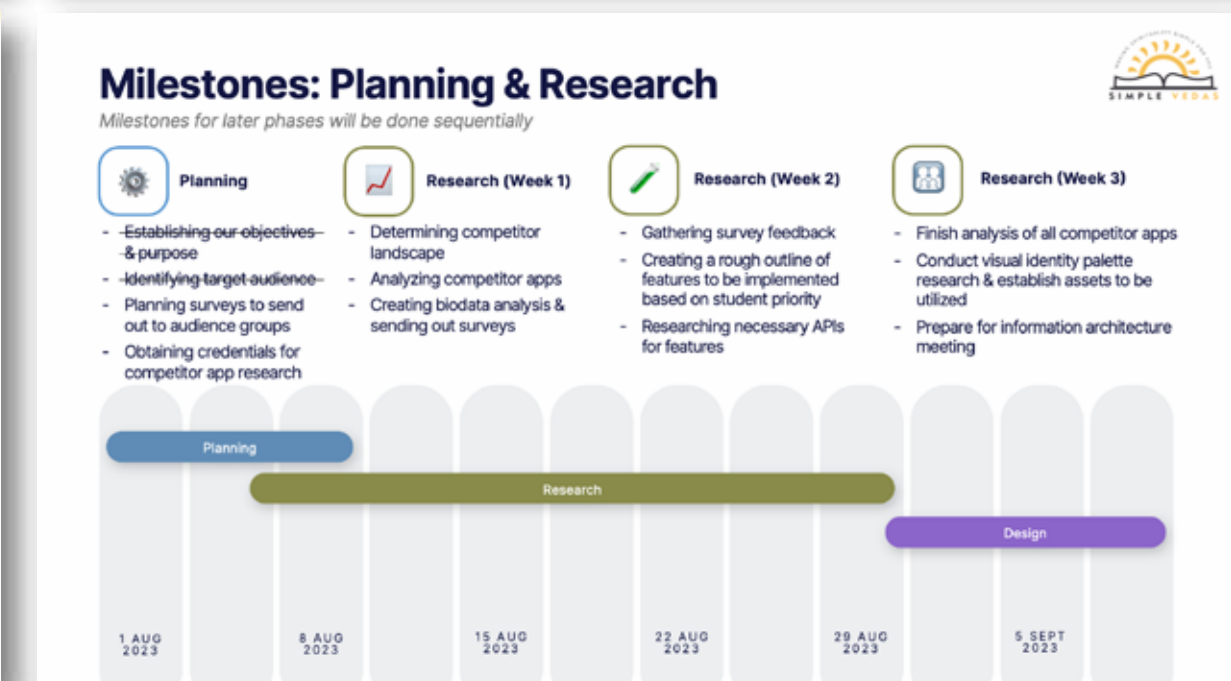 Milestones: Planning & Research
Milestones for later phases will be done sequentially
SIMPLE VEDAS
Planning
- Establishing our objectives
& purpose
- Identifying target audience
- Planning surveys to send
out to audience groups
- Obtaining credentials for
competitor app research
Research (Week 1)
- Determining competitor
landscape
- Analyzing competitor apps
- Creating biodata analysis &
sending out surveys
Research (Week 2)
- Gathering survey feedback
- Creating a rough outline of
features to be implemented
based on student priority
- Researching necessary APIs
for features
Research (Week 3)
- Finish analysis of all competitor apps
- Conduct visual identity palette
research & establish assets to be
utilized
- Prepare for information architecture
meeting
Planning
Research
Design
1 AUG
2023
8 AUG
2023
15 AUG
2023
22 AUG
2023
29 AUG
2023
5 SEPT
2023